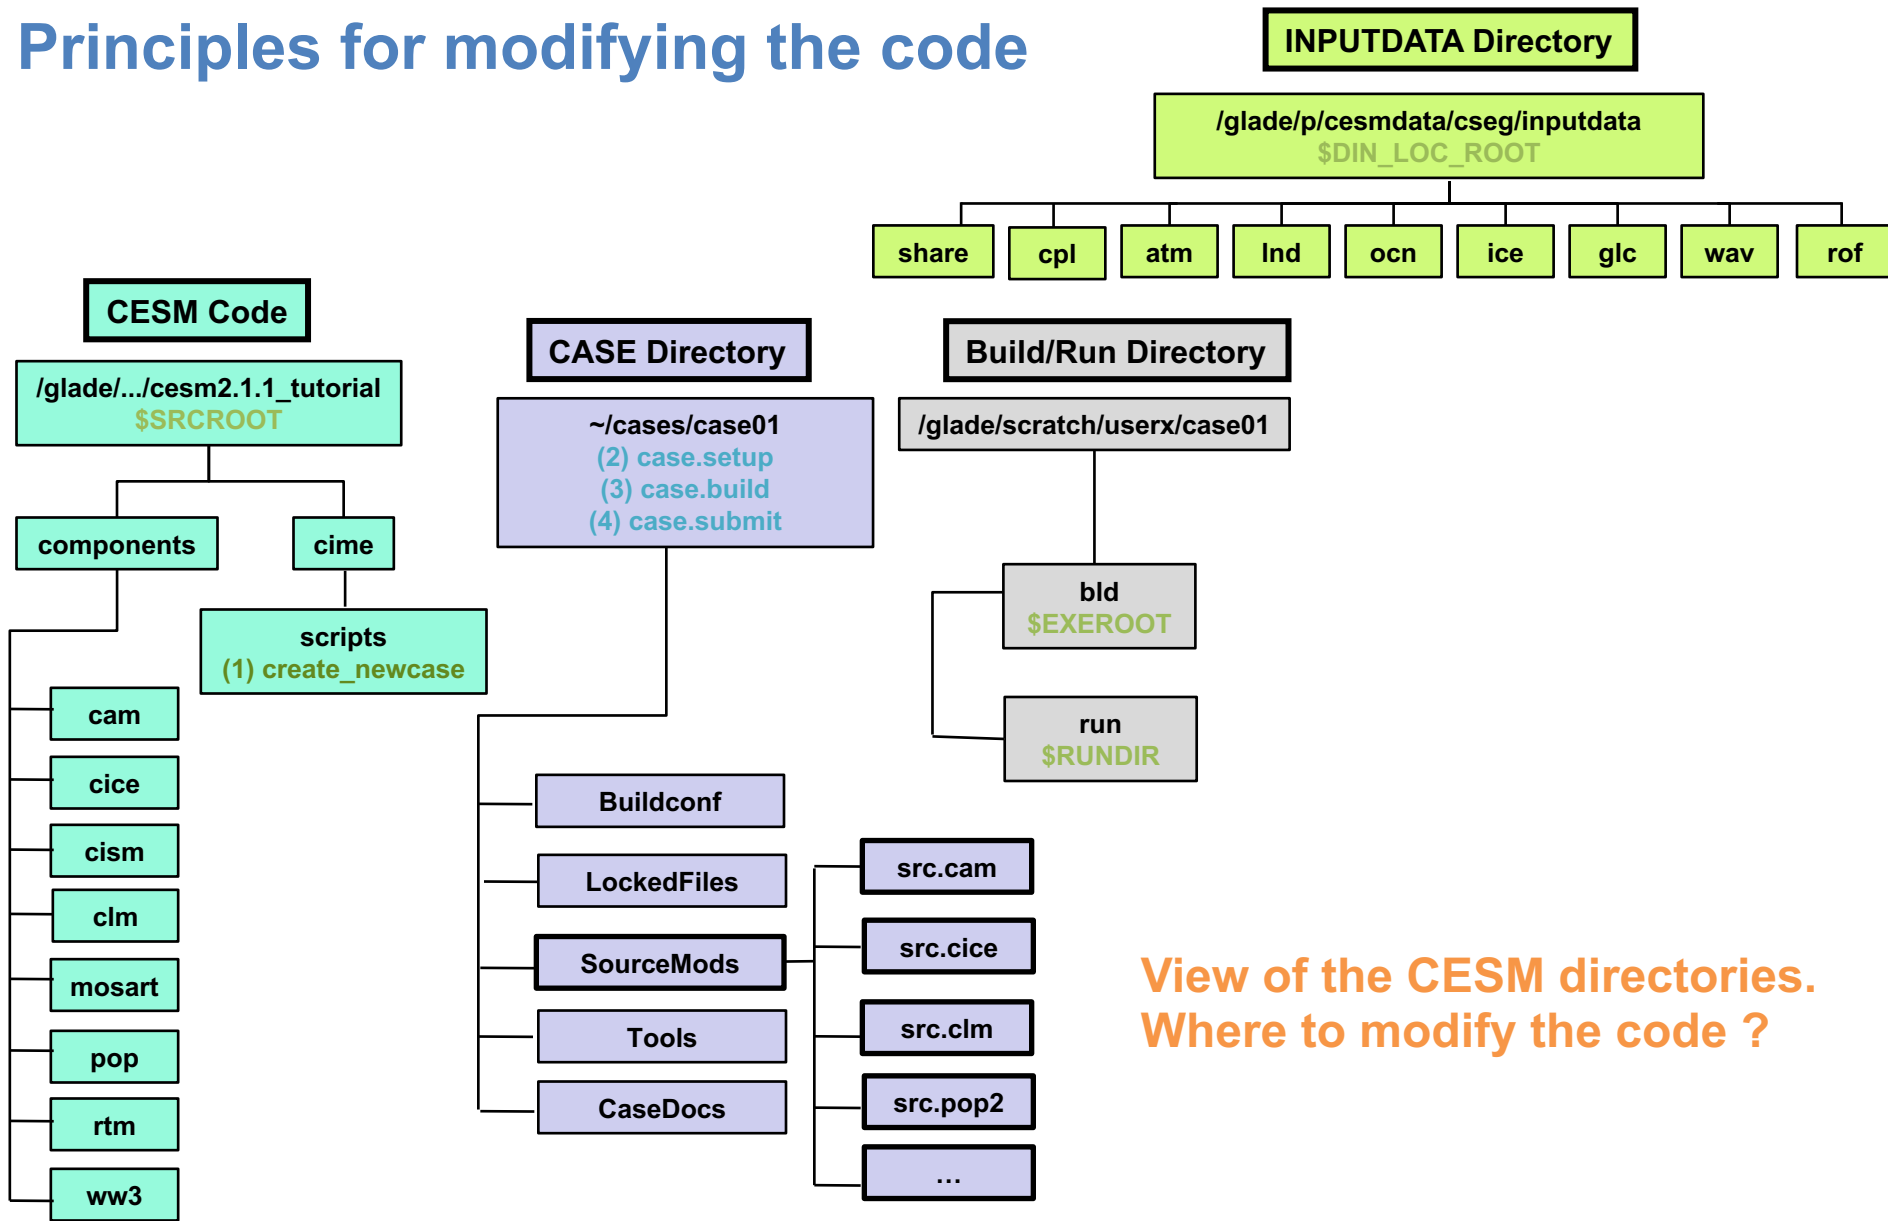 Principles for modifying the code
INPUTDATA Directory
/glade/p/cesmdata/cseg/inputdata
$DIN_LOC_ROOT
share
cpl
atm
lnd
ocn
ice
glc
wav
rof
CESM Code
/glade/.../cesm2.1.1_tutorial
$SRCROOT
components
cime
scripts
(1) create_newcase
cam
cice
cism
clm
mosart
pop
rtm
ww3
CASE Directory
~/cases/case01
(2) case.setup
(3) case.build
(4) case.submit
Buildconf
LockedFiles
SourceMods
Tools
CaseDocs
src.cam
src.cice
src.clm
src.pop2
…
Build/Run Directory
/glade/scratch/userx/case01
bld
$EXEROOT
run
$RUNDIR
View of the CESM directories.
Where to modify the code ?